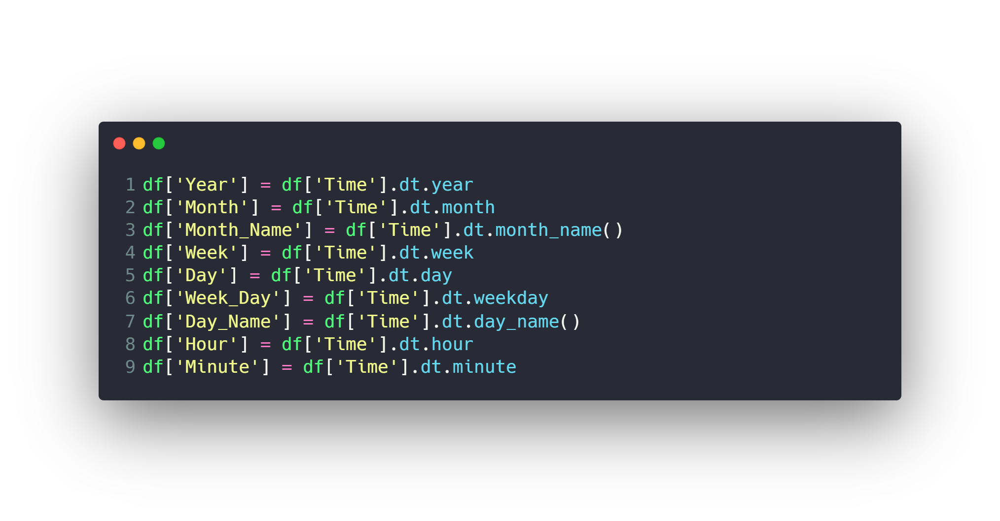 1 df['Year'] = df['Time'].dt.year
2 df['Month'] = df['Time'].dt.month
3 df['Month_Name'] = df['Time'].dt.month_name()
4 df['Week'] = df['Time'].dt.week
5 df['Day'] = df['Time'].dt.day
6 df['Week_Day'] = df['Time'].dt.weekday
7 df['Day_Name'] = df['Time'].dt.day_name()
8 df['Hour'] = df['Time'].dt.hour
9 df['Minute'] = df['Time'].dt.minute